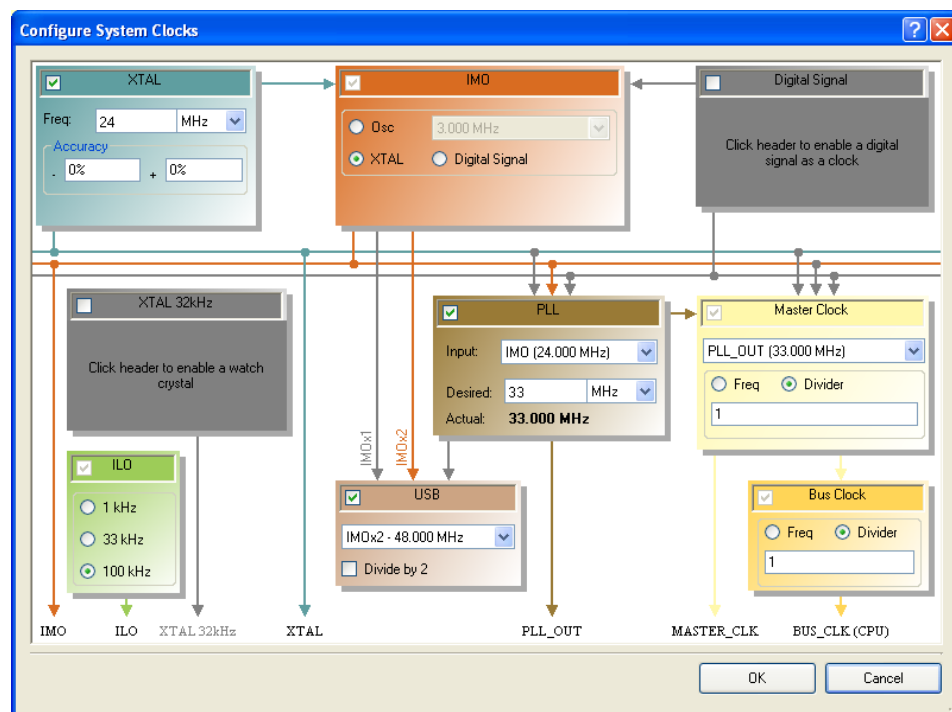 Configure System Clocks
XTAL
Freq: 24 MHz
Accuracy
- 0% + 0%
IMO
Osc 3.000 MHz
XTAL Digital Signal
Digital Signal
Click header to enable a digital
signal as a clock
XTAL 32kHz
Click header to enable a watch
crystal
PLL
Input: IMO (24.000 MHz)
Desired: 33 MHz
Actual: 33.000 MHz
Master Clock
PLL_OUT (33.000 MHz)
Freq Divider
1
IMOx1
IMOx2
ILO
1 kHz
33 kHz
100 kHz
USB
IMOx2 - 48.000 MHz
Divide by 2
Bus Clock
Freq Divider
1
IMO ILO XTAL 32kHz XTAL PLL_OUT MASTER_CLK BUS_CLK (CPU)
OK Cancel